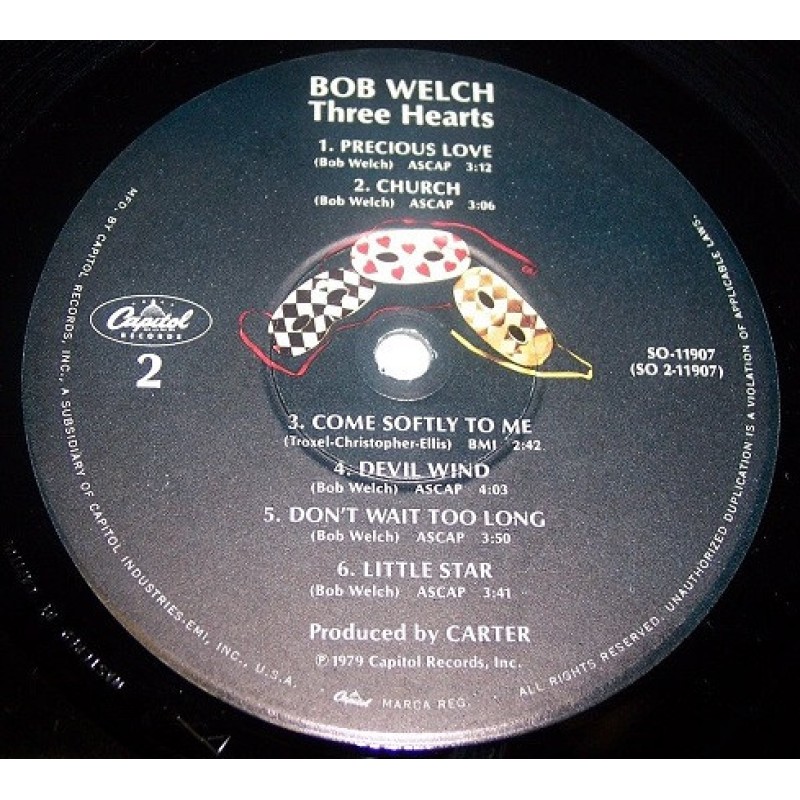 BOB WELCH
Three Hearts
1. PRECIOUS LOVE
(Bob Welch) ASCAP 3:12
2. CHURCH
(Bob Welch) ASCAP 3:06
Capitol
RECORDS
2
SO-11907
(SO 2-11907)
3. COME SOFTLY TO ME
(Troxel-Christopher-Ellis) BMI 2:42
4. DEVIL WIND
(Bob Welch) ASCAP 4:03
5. DON'T WAIT TOO LONG
(Bob Welch) ASCAP 3:50
6. LITTLE STAR
(Bob Welch) ASCAP 3:41
Produced by CARTER
℗ 1979 Capitol Records, Inc.
MFD. BY CAPITOL RECORDS, INC., A SUBSIDIARY OF CAPITOL INDUSTRIES-EMI, INC., U.S.A. · Capitol MARCA REG. · ALL RIGHTS RESERVED. UNAUTHORIZED DUPLICATION IS A VIOLATION OF APPLICABLE LAWS.